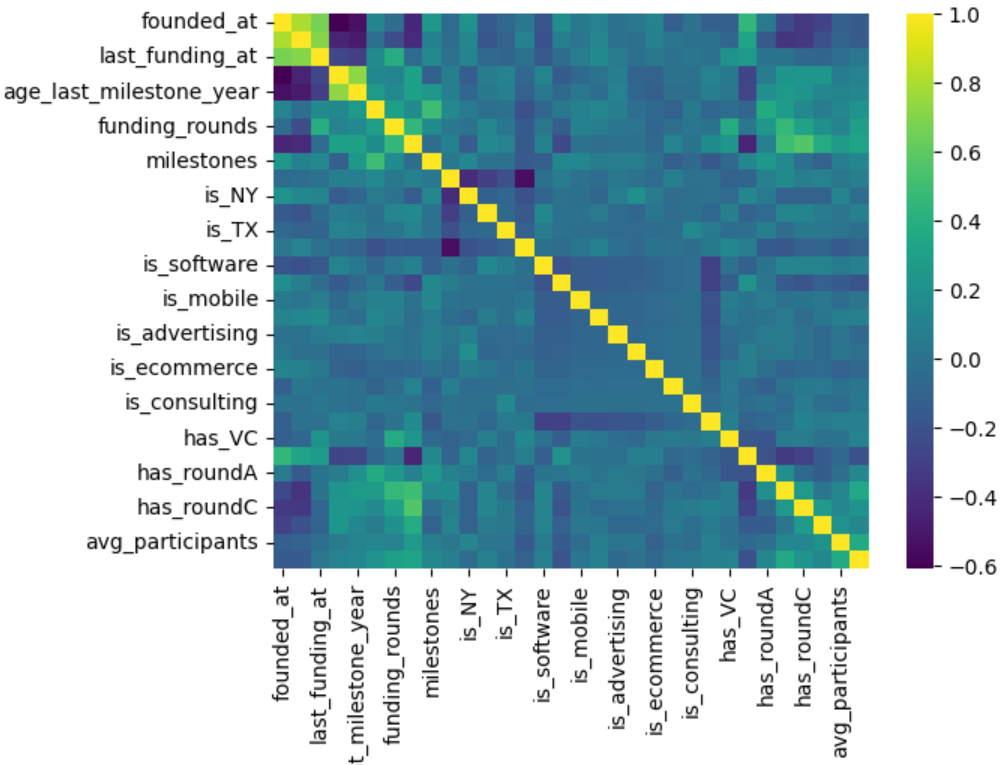 founded_at
last_funding_at
age_last_milestone_year
funding_rounds
milestones
is_NY
is_TX
is_software
is_mobile
is_advertising
is_ecommerce
is_consulting
has_VC
has_roundA
has_roundC
avg_participants
founded_at
last_funding_at
t_milestone_year
funding_rounds
milestones
is_NY
is_TX
is_software
is_mobile
is_advertising
is_ecommerce
is_consulting
has_VC
has_roundA
has_roundC
avg_participants
1.0
0.8
0.6
0.4
0.2
0.0
−0.2
−0.4
−0.6